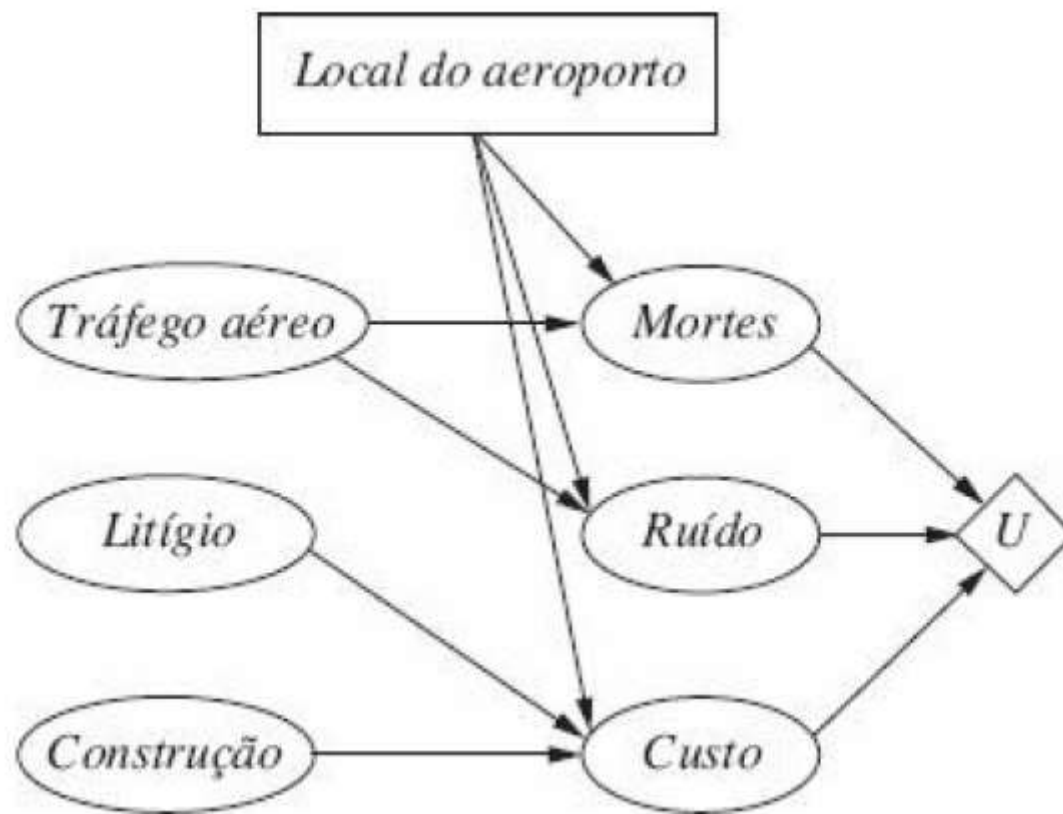 Local do aeroporto
Tráfego aéreo
Mortes
Litígio
Ruído
U
Construção
Custo